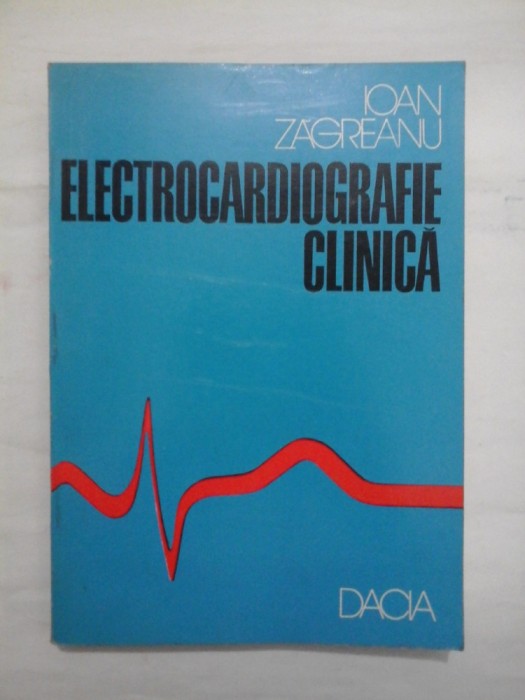 IOAN
ZĂGREANU
ELECTROCARDIOGRAFIE
CLINICĂ
DACIA